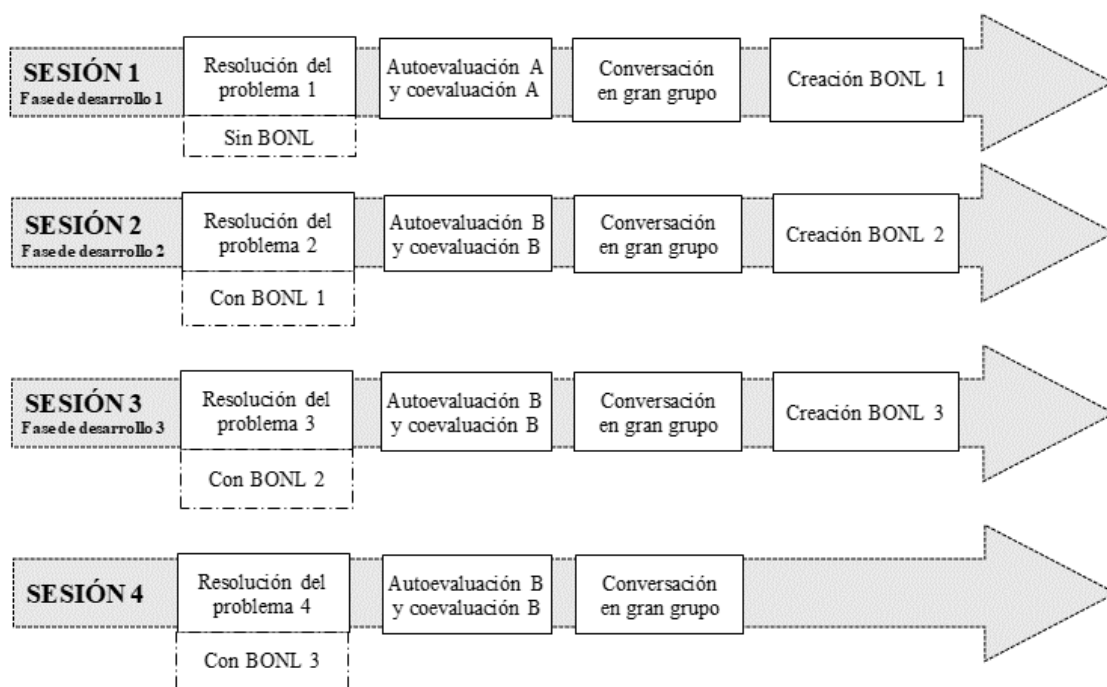 SESIÓN 1
Fase de desarrollo 1
Resolución del
problema 1
Sin BONL
Autoevaluación A
y coevaluación A
Conversación
en gran grupo
Creación BONL 1
SESIÓN 2
Fase de desarrollo 2
Resolución del
problema 2
Con BONL 1
Autoevaluación B
y coevaluación B
Conversación
en gran grupo
Creación BONL 2
SESIÓN 3
Fase de desarrollo 3
Resolución del
problema 3
Con BONL 2
Autoevaluación B
y coevaluación B
Conversación
en gran grupo
Creación BONL 3
SESIÓN 4
Resolución del
problema 4
Con BONL 3
Autoevaluación B
y coevaluación B
Conversación
en gran grupo